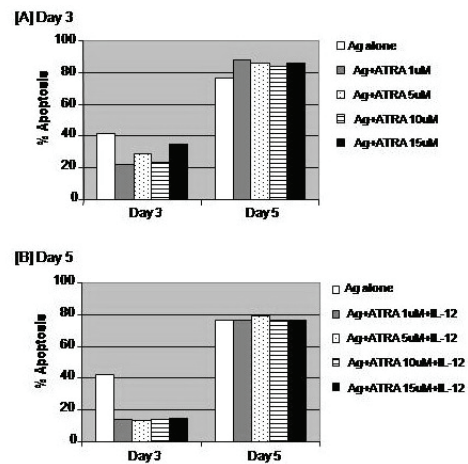 [A] Day 3
100
80
60
40
20
0
% Apoptosis
Day 3
Day 5
Ag alone
Ag+ATRA 1uM
Ag+ATRA 5uM
Ag+ATRA 10uM
Ag+ATRA 15uM
[B] Day 5
100
80
60
40
20
0
% Apoptosis
Day 3
Day 5
Ag alone
Ag+ATRA 1uM+IL-12
Ag+ATRA 5uM+IL-12
Ag+ATRA 10uM+IL-12
Ag+ATRA 15uM+IL-12